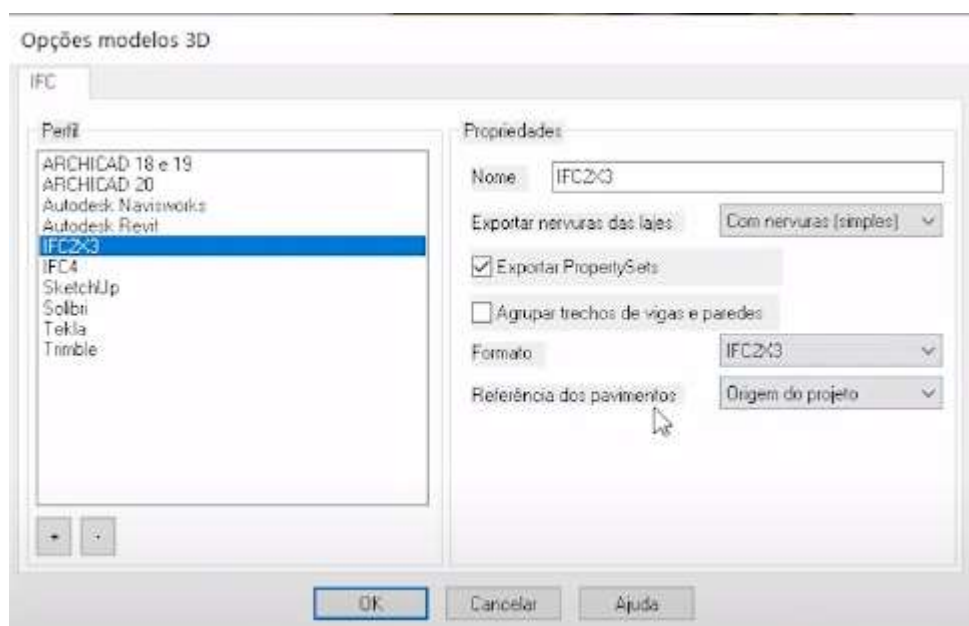 Opções modelos 3D
IFC
Perfil
ARCHICAD 18 e 19
ARCHICAD 20
Autodesk Navisworks
Autodesk Revit
IFC2X3
IFC4
SketchUp
Solibri
Tekla
Trimble
+ -
Propriedades
Nome IFC2X3
Exportar nervuras das lajes Com nervuras (simples)
Exportar PropertySets
Agrupar trechos de vigas e paredes
Formato IFC2X3
Referência dos pavimentos Origem do projeto
OK Cancelar Ajuda